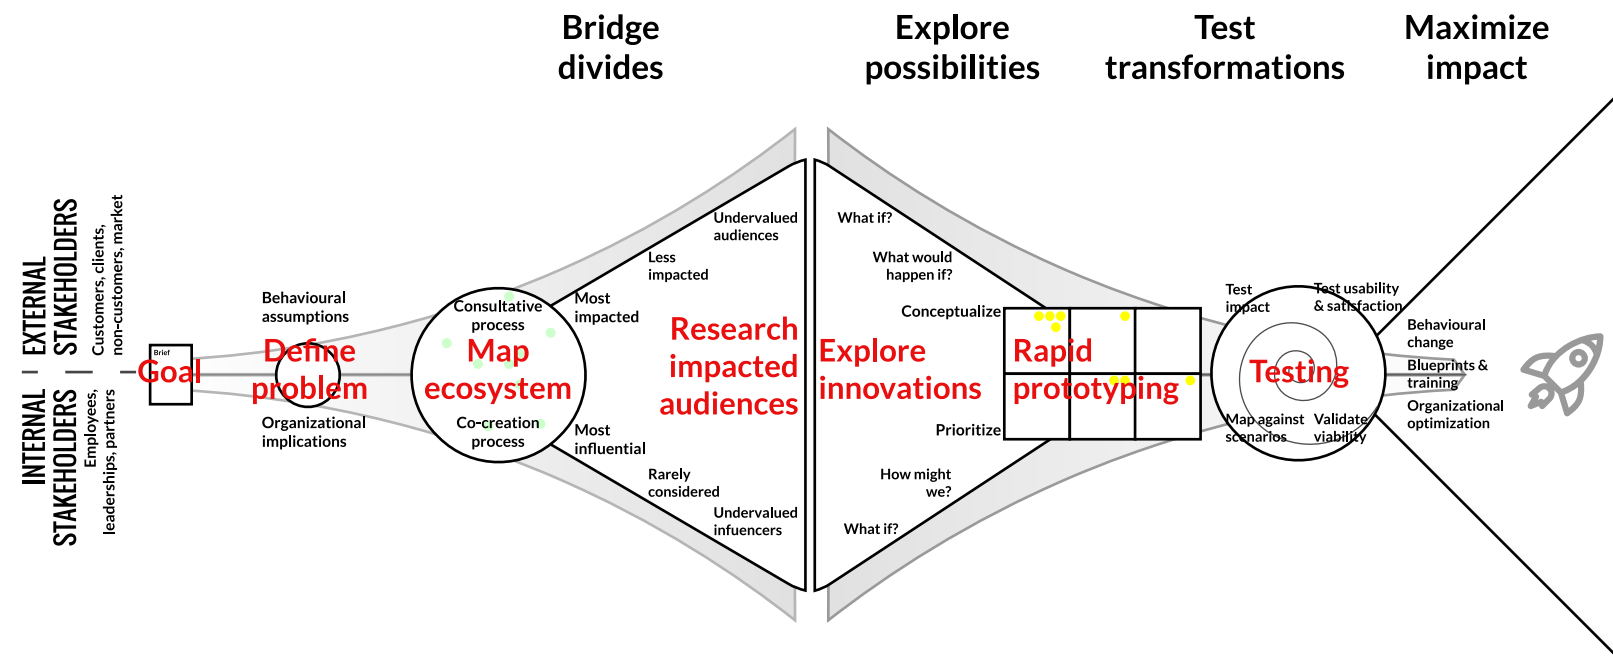 Bridge
divides
Explore
possibilities
Test
transformations
Maximize
impact
EXTERNAL
STAKEHOLDERS
Customers, clients,
non-customers, market
INTERNAL
STAKEHOLDERS
Employees,
leaderships, partners
Brief
Goal
Behavioural
assumptions
Define
problem
Organizational
implications
Consultative
process
Map
ecosystem
Co-creation
process
Undervalued
audiences
Less
impacted
Most
impacted
Research
impacted
audiences
Most
influential
Rarely
considered
Undervalued
infuencers
What if?
What would
happen if?
Conceptualize
Explore
innovations
Prioritize
How might
we?
What if?
Rapid
prototyping
Test
impact
Test usability
& satisfaction
Testing
Map against
scenarios
Validate
viability
Behavioural
change
Blueprints &
training
Organizational
optimization